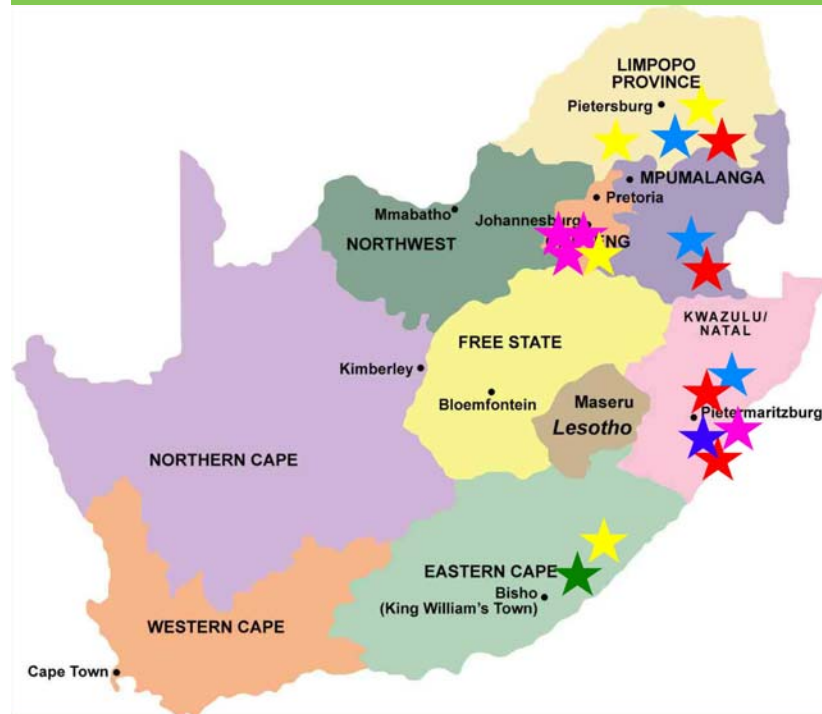 LIMPOPO
PROVINCE
Pietersburg
MPUMALANGA
Pretoria
Mmabatho
Johannesburg
NORTHWEST
NG
KWAZULU/
NATAL
FREE STATE
Kimberley
Bloemfontein
Maseru
Lesotho
Pietermaritzburg
NORTHERN CAPE
EASTERN CAPE
Bisho
(King William's Town)
WESTERN CAPE
Cape Town